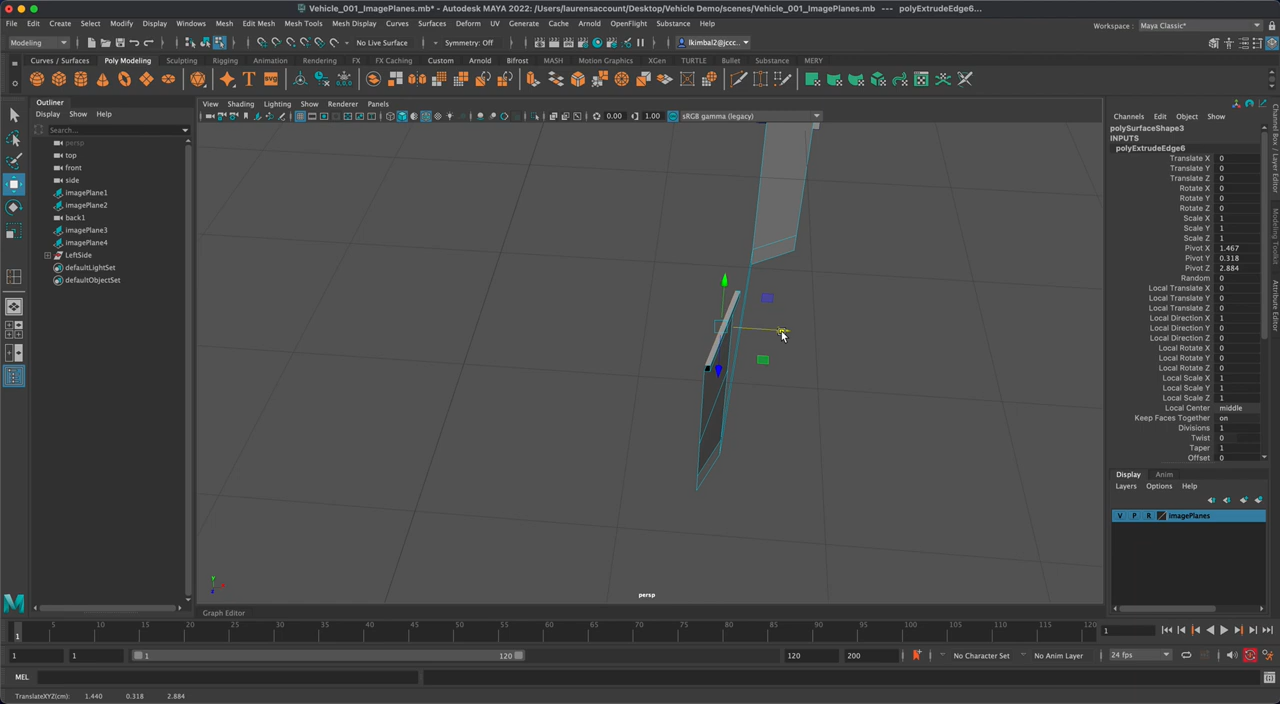 Vehicle_001_ImagePlanes.mb* - Autodesk MAYA 2022: /Users/laurensaccount/Desktop/Vehicle Demo/scenes/Vehicle_001_ImagePlanes.mb --- polyExtrudeEdge6...
File Edit Create Select Modify Display Windows Mesh Edit Mesh Mesh Tools Mesh Display Curves Surfaces Deform UV Generate Cache Arnold OpenFlight Substance Help
Workspace : Maya Classic*
Modeling No Live Surface Symmetry: Off lkimbal2@jccc...
Curves / Surfaces Poly Modeling Sculpting Rigging Animation Rendering FX FX Caching Custom Arnold Bifrost MASH Motion Graphics XGen TURTLE Bullet Substance MERY
Outliner
Display Show Help
Search...
persp
top
front
side
imagePlane1
imagePlane2
back1
imagePlane3
imagePlane4
LeftSide
defaultLightSet
defaultObjectSet
View Shading Lighting Show Renderer Panels
0.00 1.00 sRGB gamma (legacy)
persp
Channels Edit Object Show
polySurfaceShape3
INPUTS
polyExtrudeEdge6
Translate X 0
Translate Y 0
Translate Z 0
Rotate X 0
Rotate Y 0
Rotate Z 0
Scale X 1
Scale Y 1
Scale Z 1
Pivot X 1.467
Pivot Y 0.318
Pivot Z 2.884
Random 0
Local Translate X 0
Local Translate Y 0
Local Translate Z 0
Local Direction X 1
Local Direction Y 0
Local Direction Z 0
Local Rotate X 0
Local Rotate Y 0
Local Rotate Z 0
Local Scale X 1
Local Scale Y 1
Local Scale Z 1
Local Center middle
Keep Faces Together on
Divisions 1
Twist 0
Taper 1
Offset 0
Display Anim
Layers Options Help
V P R imagePlanes
Channel Box / Layer Editor
Modeling Toolkit
Attribute Editor
Graph Editor
5 10 15 20 25 30 35 40 45 50 55 60 65 70 75 80 85 90 95 100 105 110 115 120
1 1
1 1 1 120 120 200 No Character Set No Anim Layer 24 fps
MEL
TranslateXYZ(cm): 1.440 0.318 2.884